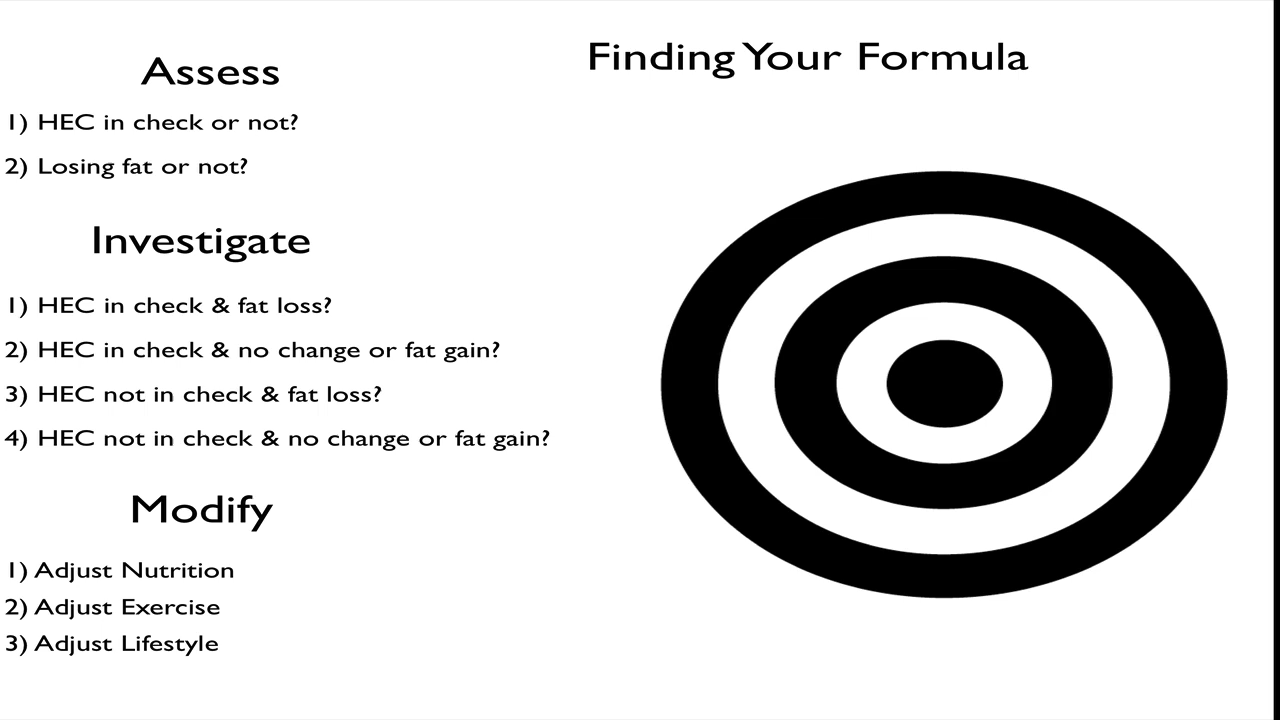 Finding Your Formula
Assess
1) HEC in check or not?
2) Losing fat or not?
Investigate
1) HEC in check & fat loss?
2) HEC in check & no change or fat gain?
3) HEC not in check & fat loss?
4) HEC not in check & no change or fat gain?
Modify
1) Adjust Nutrition
2) Adjust Exercise
3) Adjust Lifestyle